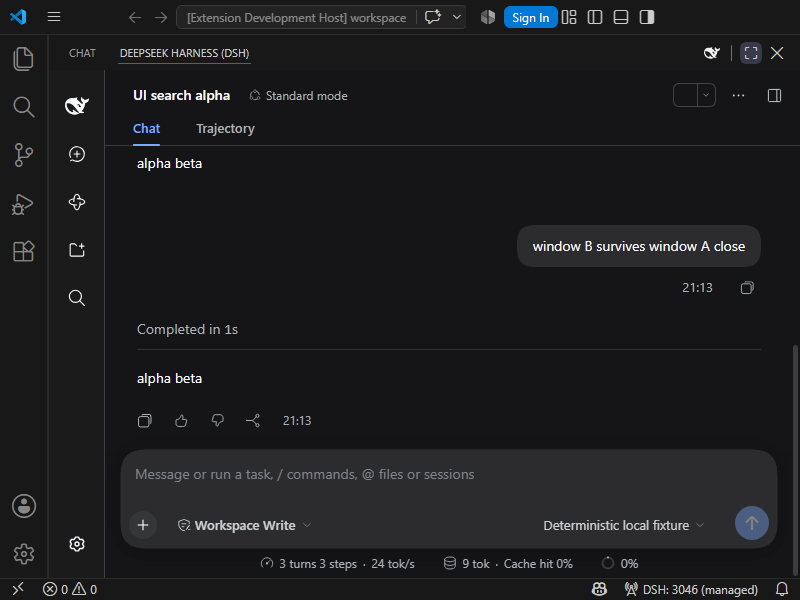 [Extension Development Host] workspace
Sign In
CHAT
DEEPSEEK HARNESS (DSH)
UI search alpha
Standard mode
Chat
Trajectory
alpha beta
window B survives window A close
21:13
Completed in 1s
alpha beta
21:13
Message or run a task, / commands, @ files or sessions
Workspace Write
Deterministic local fixture
3 turns 3 steps · 24 tok/s
9 tok · Cache hit 0%
0%
0 0
DSH: 3046 (managed)